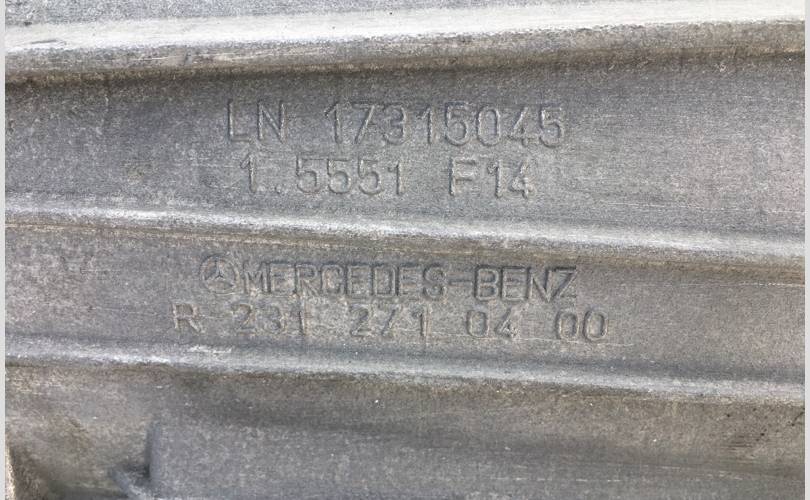 LN 17315045
1.5551 F14
MERCEDES-BENZ
R 231 271 04 00